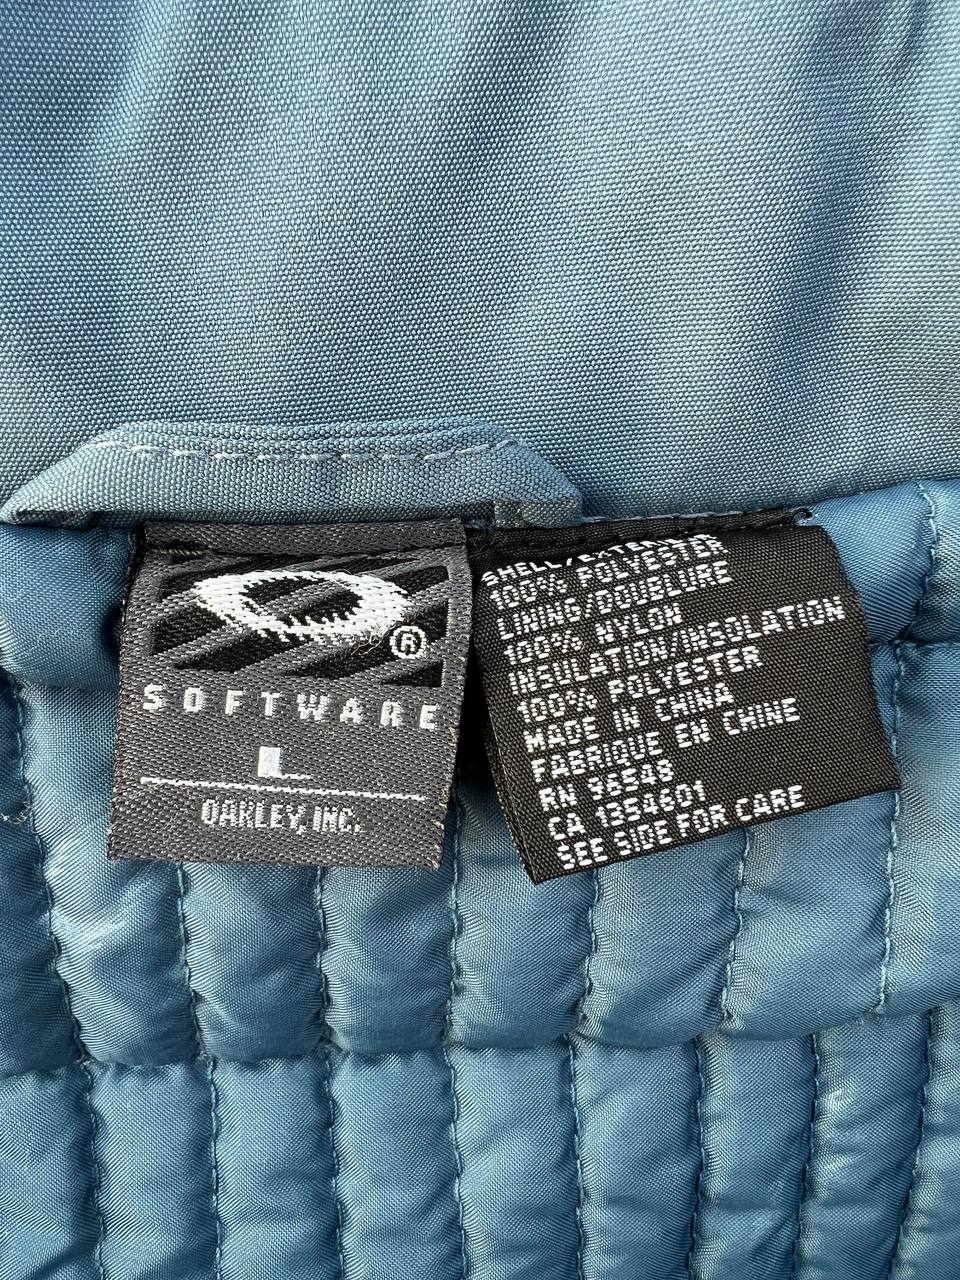 ®
SOFTWARE
L
OAKLEY, INC.
SHELL/EXTERIEUR
100% POLYESTER
LINING/DOUBLURE
100% NYLON
INSULATION/INSOLATION
100% POLYESTER
MADE IN CHINA
FABRIQUE EN CHINE
RN 96548
CA 1354601
SEE SIDE FOR CARE